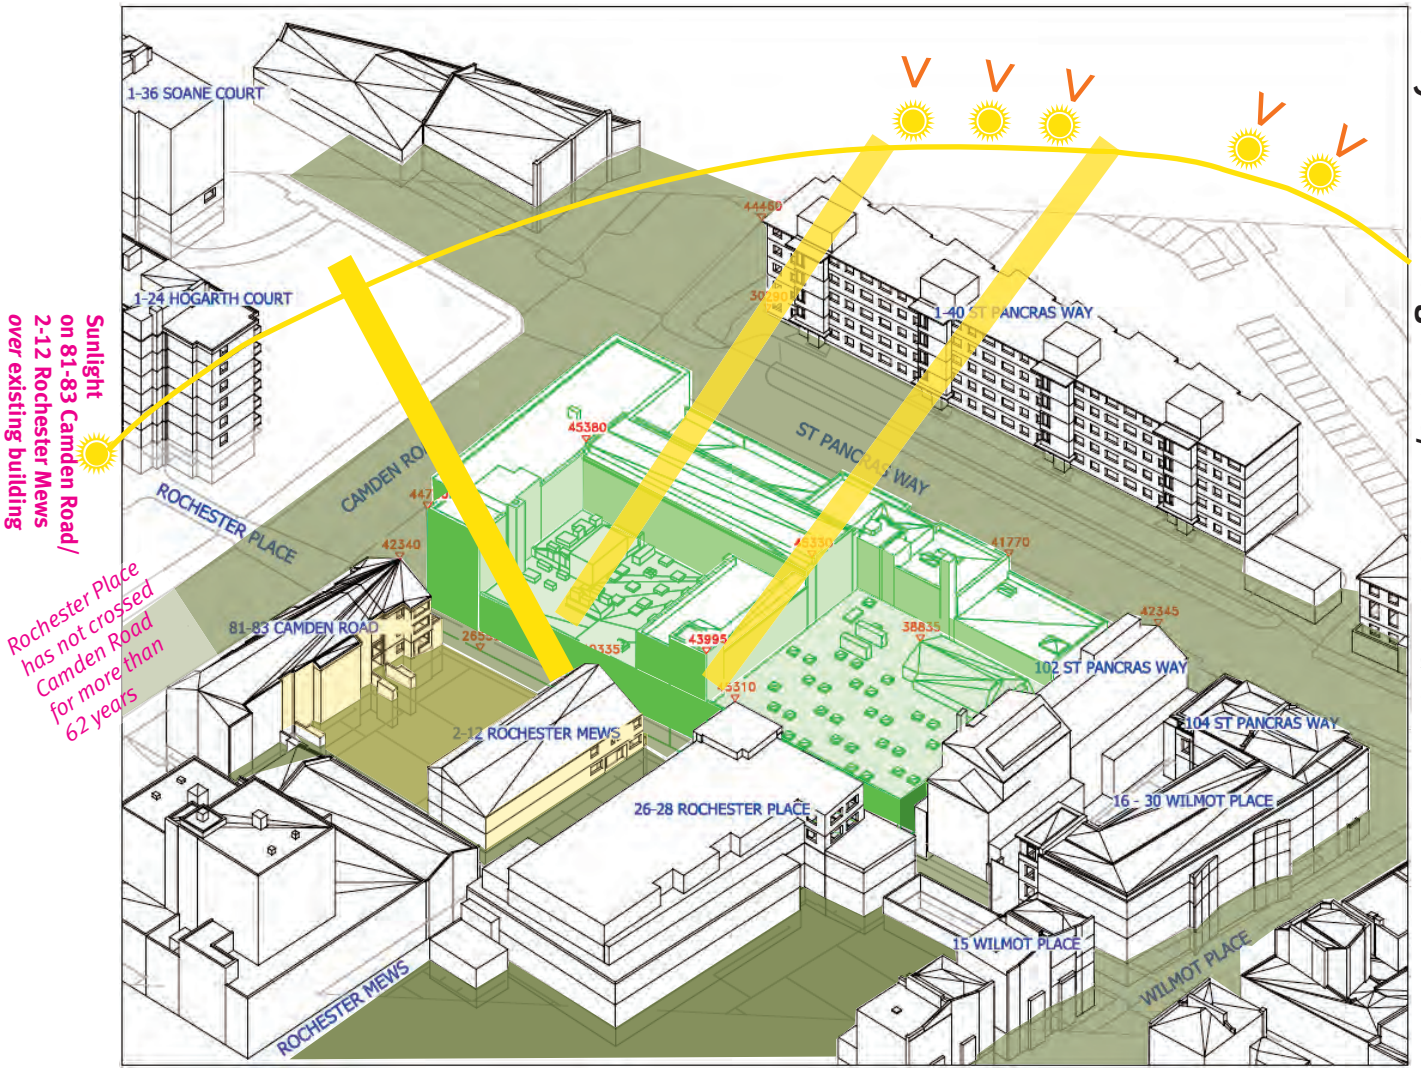 1-36 SOANE COURT
1-24 HOGARTH COURT
Sunlight
on 81-83 Camden Road/
2-12 Rochester Mews
over existing building
Rochester Place
has not crossed
Camden Road
for more than
62 years
V
V
V
V
V
44460
1-40 ST PANCRAS WAY
45380
ST PANCRAS WAY
CAMDEN RO
ROCHESTER PLACE
42340
45330
41770
81-83 CAMDEN ROAD
43995
38835
42345
45310
102 ST PANCRAS WAY
104 ST PANCRAS WAY
2-12 ROCHESTER MEWS
26-28 ROCHESTER PLACE
16 - 30 WILMOT PLACE
15 WILMOT PLACE
WILMOT PLACE
ROCHESTER MEWS